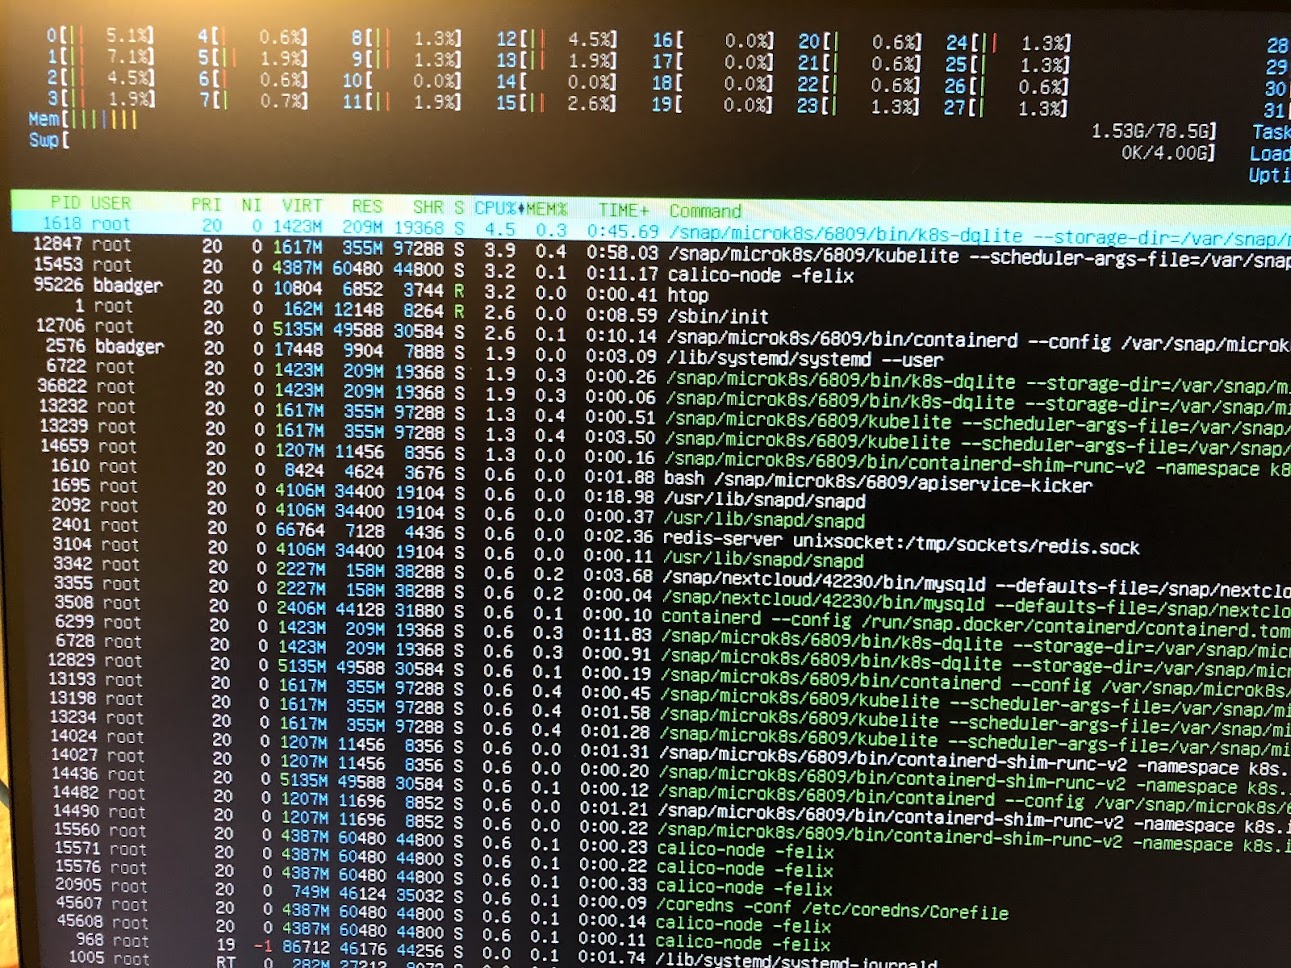 0[|| 5.1%] 4[| 0.6%] 8[|| 1.3%] 12[|| 4.5%] 16[ 0.0%] 20[| 0.6%] 24[|| 1.3%] 28
1[|| 7.1%] 5[|| 1.9%] 9[|| 1.3%] 13[|| 1.9%] 17[ 0.0%] 21[| 0.6%] 25[| 1.3%] 29
2[|| 4.5%] 6[| 0.6%] 10[ 0.0%] 14[ 0.0%] 18[ 0.0%] 22[| 0.6%] 26[| 0.6%] 30
3[|| 1.9%] 7[| 0.7%] 11[|| 1.9%] 15[|| 2.6%] 19[ 0.0%] 23[| 1.3%] 27[| 1.3%] 31
Mem[||||||| 1.53G/78.5G] Task
Swp[ 0K/4.00G] Load
Upti
PID USER PRI NI VIRT RES SHR S CPU% MEM% TIME+ Command
1618 root 20 0 1423M 209M 19368 S 4.5 0.3 0:45.69 /snap/microk8s/6809/bin/k8s-dqlite --storage-dir=/var/snap/
12847 root 20 0 1617M 355M 97288 S 3.9 0.4 0:58.03 /snap/microk8s/6809/kubelite --scheduler-args-file=/var/snap
15453 root 20 0 4387M 60480 44800 S 3.2 0.1 0:11.17 calico-node -felix
95226 bbadger 20 0 10804 6852 3744 R 3.2 0.0 0:00.41 htop
1 root 20 0 162M 12148 8264 R 2.6 0.0 0:08.59 /sbin/init
12706 root 20 0 5135M 49588 30584 S 2.6 0.1 0:10.14 /snap/microk8s/6809/bin/containerd --config /var/snap/microk
2576 bbadger 20 0 17448 9904 7888 S 1.9 0.0 0:03.09 /lib/systemd/systemd --user
6722 root 20 0 1423M 209M 19368 S 1.9 0.3 0:00.26 /snap/microk8s/6809/bin/k8s-dqlite --storage-dir=/var/snap/m
36822 root 20 0 1423M 209M 19368 S 1.9 0.3 0:00.06 /snap/microk8s/6809/bin/k8s-dqlite --storage-dir=/var/snap/m
13232 root 20 0 1617M 355M 97288 S 1.3 0.4 0:00.51 /snap/microk8s/6809/kubelite --scheduler-args-file=/var/snap
13239 root 20 0 1617M 355M 97288 S 1.3 0.4 0:03.50 /snap/microk8s/6809/kubelite --scheduler-args-file=/var/snap
14659 root 20 0 1207M 11456 8356 S 1.3 0.0 0:00.16 /snap/microk8s/6809/bin/containerd-shim-runc-v2 -namespace k8
1610 root 20 0 8424 4624 3676 S 0.6 0.0 0:01.88 bash /snap/microk8s/6809/apiservice-kicker
1695 root 20 0 4106M 34400 19104 S 0.6 0.0 0:18.98 /usr/lib/snapd/snapd
2092 root 20 0 4106M 34400 19104 S 0.6 0.0 0:00.37 /usr/lib/snapd/snapd
2401 root 20 0 66764 7128 4436 S 0.6 0.0 0:02.36 redis-server unixsocket:/tmp/sockets/redis.sock
3104 root 20 0 4106M 34400 19104 S 0.6 0.0 0:00.11 /usr/lib/snapd/snapd
3342 root 20 0 2227M 158M 38288 S 0.6 0.2 0:03.68 /snap/nextcloud/42230/bin/mysqld --defaults-file=/snap/nextclo
3355 root 20 0 2227M 158M 38288 S 0.6 0.2 0:00.04 /snap/nextcloud/42230/bin/mysqld --defaults-file=/snap/nextclo
3508 root 20 0 2406M 44128 31880 S 0.6 0.1 0:00.10 containerd --config /run/snap.docker/containerd/containerd.tom
6299 root 20 0 1423M 209M 19368 S 0.6 0.3 0:11.83 /snap/microk8s/6809/bin/k8s-dqlite --storage-dir=/var/snap/mic
6728 root 20 0 1423M 209M 19368 S 0.6 0.3 0:00.91 /snap/microk8s/6809/bin/k8s-dqlite --storage-dir=/var/snap/mic
12829 root 20 0 5135M 49588 30584 S 0.6 0.1 0:00.19 /snap/microk8s/6809/bin/containerd --config /var/snap/microk8s
13193 root 20 0 1617M 355M 97288 S 0.6 0.4 0:00.45 /snap/microk8s/6809/kubelite --scheduler-args-file=/var/snap/m
13198 root 20 0 1617M 355M 97288 S 0.6 0.4 0:01.58 /snap/microk8s/6809/kubelite --scheduler-args-file=/var/snap/m
13234 root 20 0 1617M 355M 97288 S 0.6 0.4 0:01.28 /snap/microk8s/6809/kubelite --scheduler-args-file=/var/snap/mi
14024 root 20 0 1207M 11456 8356 S 0.6 0.0 0:01.31 /snap/microk8s/6809/bin/containerd-shim-runc-v2 -namespace k8s.
14027 root 20 0 1207M 11456 8356 S 0.6 0.0 0:00.20 /snap/microk8s/6809/bin/containerd-shim-runc-v2 -namespace k8s.
14436 root 20 0 5135M 49588 30584 S 0.6 0.1 0:00.12 /snap/microk8s/6809/bin/containerd --config /var/snap/microk8s/6
14482 root 20 0 1207M 11696 8852 S 0.6 0.0 0:01.21 /snap/microk8s/6809/bin/containerd-shim-runc-v2 -namespace k8s.i
14490 root 20 0 1207M 11696 8852 S 0.6 0.0 0:00.22 /snap/microk8s/6809/bin/containerd-shim-runc-v2 -namespace k8s.i
15560 root 20 0 4387M 60480 44800 S 0.6 0.1 0:00.23 calico-node -felix
15571 root 20 0 4387M 60480 44800 S 0.6 0.1 0:00.22 calico-node -felix
15576 root 20 0 4387M 60480 44800 S 0.6 0.1 0:00.33 calico-node -felix
20905 root 20 0 749M 46124 35032 S 0.6 0.1 0:00.09 /coredns -conf /etc/coredns/Corefile
45607 root 20 0 4387M 60480 44800 S 0.6 0.1 0:00.14 calico-node -felix
45608 root 20 0 4387M 60480 44800 S 0.6 0.1 0:00.11 calico-node -felix
968 root 19 -1 86712 46176 44256 S 0.0 0.1 0:01.74 /lib/systemd/systemd-journald
1005 root RT 0 282M